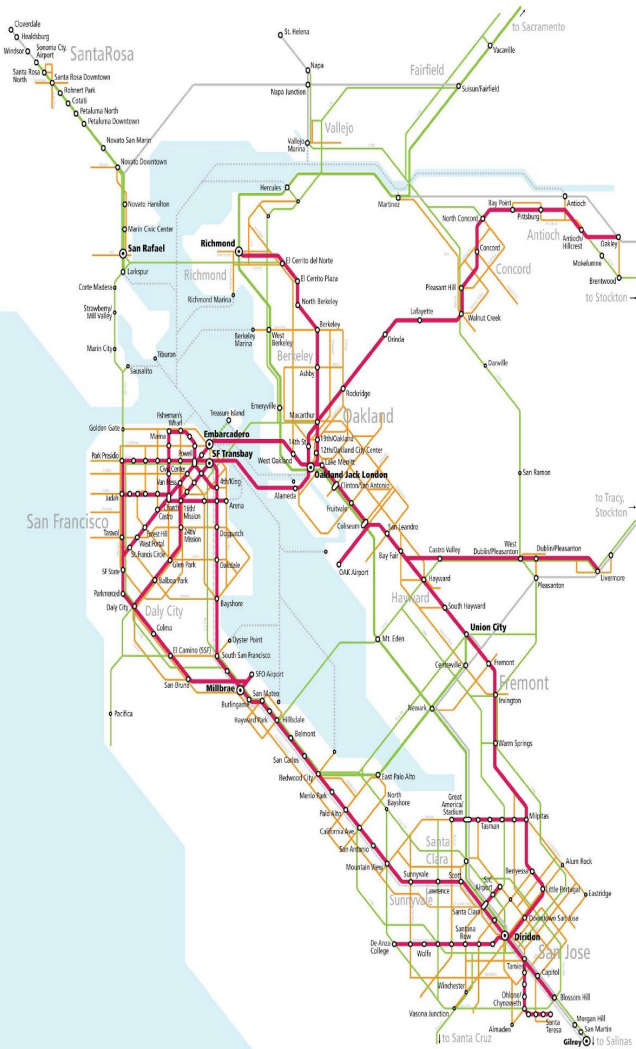 Cloverdale
Healdsburg
Windsor
Sonoma Cty.
Airport
SantaRosa
Santa Rosa
North
Santa Rosa Downtown
Rohnert Park
Cotati
Petaluma North
Petaluma Downtown
Novato San Marin
Novato Downtown
Novato Hamilton
Marin Civic Center
San Rafael
Larkspur
Corte Madera
Strawberry/
Mill Valley
Marin City
Sausalito
Tiburon
St. Helena
Napa
Napa Junction
Vallejo
Vallejo
Marina
to Sacramento
Vacaville
Fairfield
Suisun/Fairfield
Hercules
Martinez
Richmond
Richmond
Richmond Marina
El Cerrito del Norte
El Cerrito Plaza
North Berkeley
Berkeley
Berkeley
Marina
West
Berkeley
Berkeley
Ashby
Emeryville
Macarthur
Rockridge
Orinda
Lafayette
Walnut Creek
Pleasant Hill
Concord
Concord
North Concord
Bay Point
Pittsburg
Antioch
Antioch
Antioch/
Hillcrest
Oakley
Mokelumne
Brentwood
to Stockton
Danville
San Ramon
to Tracy,
Stockton
Oakland
Treasure Island
14th St.
19th/Oakland
12th/Oakland City Center
West Oakland
Lake Merritt
Oakland Jack London
Alameda
Clinton/San Antonio
Fruitvale
Coliseum
San Leandro
Bay Fair
OAK Airport
Castro Valley
West
Dublin/Pleasanton
Dublin/Pleasanton
Livermore
Pleasanton
Hayward
Hayward
South Hayward
Union City
Mt. Eden
Centreville
Fremont
Fremont
Irvington
Newark
Warm Springs
Golden Gate
Fisherman's
Wharf
Marina
Embarcadero
Powell
SF Transbay
Park Presidio
Civic Center
Van Ness
4th/King
Judah
Church
Castro
16th/
Mission
Arena
San Francisco
Taraval
Forest Hill
West Portal
St. Francis Circle
24th/
Mission
Dogpatch
Glen Park
Oakdale
SF State
Balboa Park
Parkmerced
Daly City
Daly City
Bayshore
Colma
Oyster Point
El Camino (SSF)
South San Francisco
San Bruno
SFO Airport
Millbrae
Pacifica
San Mateo
Burlingame
Hayward Park
Hillsdale
Belmont
San Carlos
Redwood City
East Palo Alto
Menlo Park
North
Bayshore
Palo Alto
California Ave.
San Antonio
Mountain View
Great
America/
Stadium
Tasman
Milpitas
Santa
Clara
Sunnyvale
Lawrence
Scott
Sunnyvale
SJC
Airport
Santa Clara
Berryessa
Alum Rock
Little Portugal
Eastridge
Downtown San Jose
Santana
Row
De Anza
College
Wolfe
Diridon
San Jose
Tamien
Capitol
Winchester
Ohlone/
Chynoweth
Blossom Hill
Vasona Junction
Almaden
Santa
Teresa
Morgan Hill
San Martin
Gilroy
to Salinas
to Santa Cruz